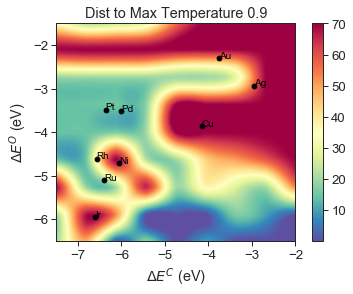 Dist to Max Temperature 0.9
ΔE^O (eV)
−2
−3
−4
−5
−6
Au
Ag
Pt
Pd
Cu
Rh
Ni
Ru
Ir
−7
−6
−5
−4
−3
−2
ΔE^C (eV)
70
60
50
40
30
20
10